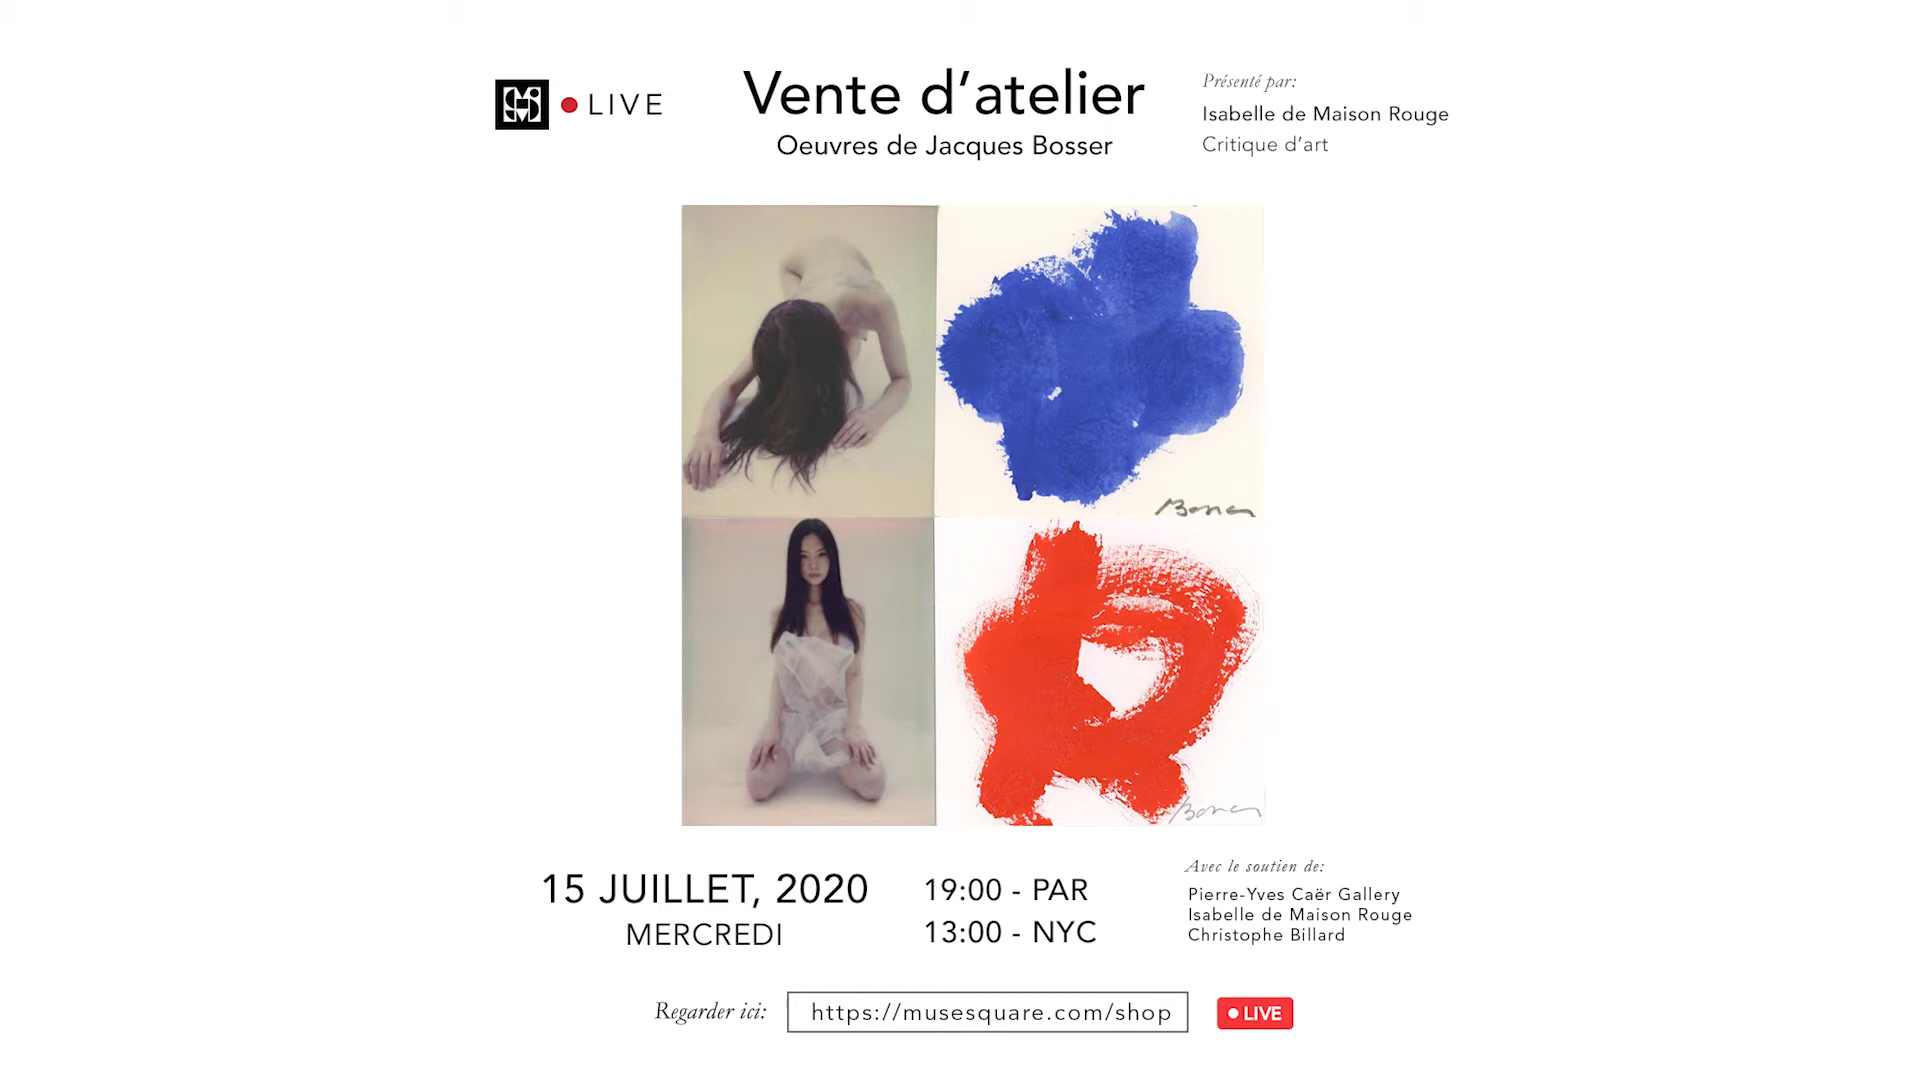 LIVE
Vente d'atelier
Oeuvres de Jacques Bosser
Présenté par:
Isabelle de Maison Rouge
Critique d'art
Bosser
Bosser
15 JUILLET, 2020
MERCREDI
19:00 - PAR
13:00 - NYC
Avec le soutien de:
Pierre-Yves Caër Gallery
Isabelle de Maison Rouge
Christophe Billard
Regarder ici:
https://musesquare.com/shop
LIVE